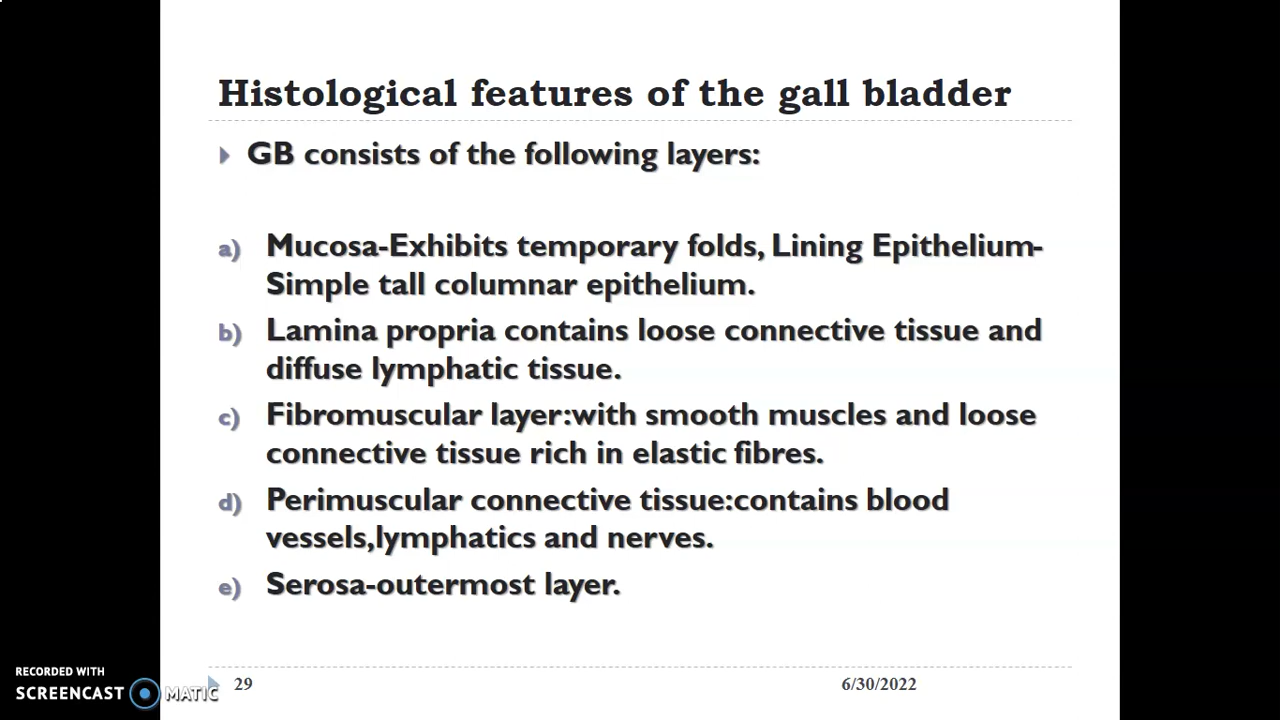 Histological features of the gall bladder
GB consists of the following layers:
a) Mucosa-Exhibits temporary folds, Lining Epithelium-
Simple tall columnar epithelium.
b) Lamina propria contains loose connective tissue and
diffuse lymphatic tissue.
c) Fibromuscular layer:with smooth muscles and loose
connective tissue rich in elastic fibres.
d) Perimuscular connective tissue:contains blood
vessels,lymphatics and nerves.
e) Serosa-outermost layer.
RECORDED WITH
SCREENCAST MATIC
29
6/30/2022